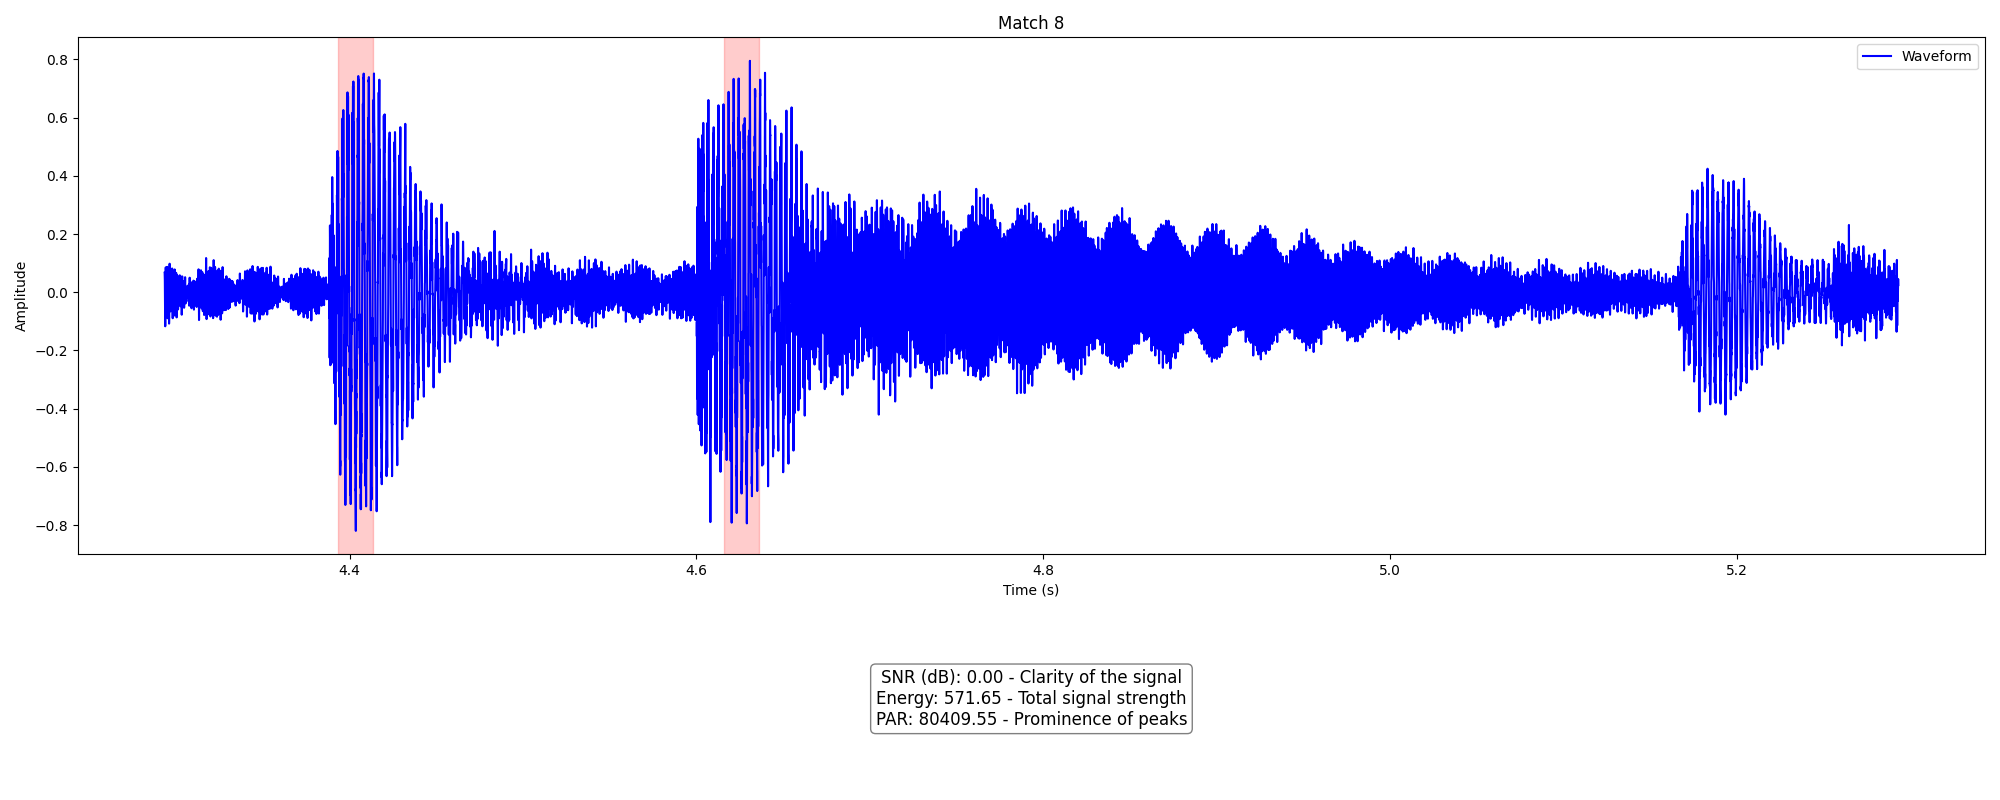 Match 8
Waveform
Amplitude
0.8
0.6
0.4
0.2
0.0
−0.2
−0.4
−0.6
−0.8
4.4 4.6 4.8 5.0 5.2
Time (s)
SNR (dB): 0.00 - Clarity of the signal
Energy: 571.65 - Total signal strength
PAR: 80409.55 - Prominence of peaks